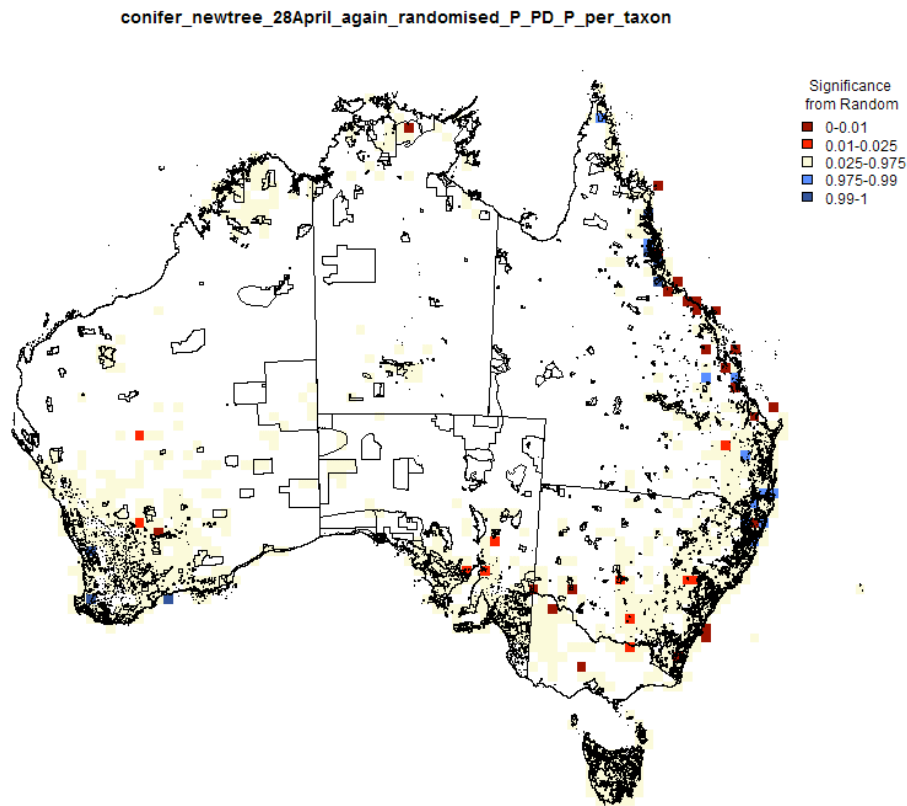 conifer_newtree_28April_again_randomised_P_PD_P_per_taxon
Significance
from Random
0-0.01
0.01-0.025
0.025-0.975
0.975-0.99
0.99-1